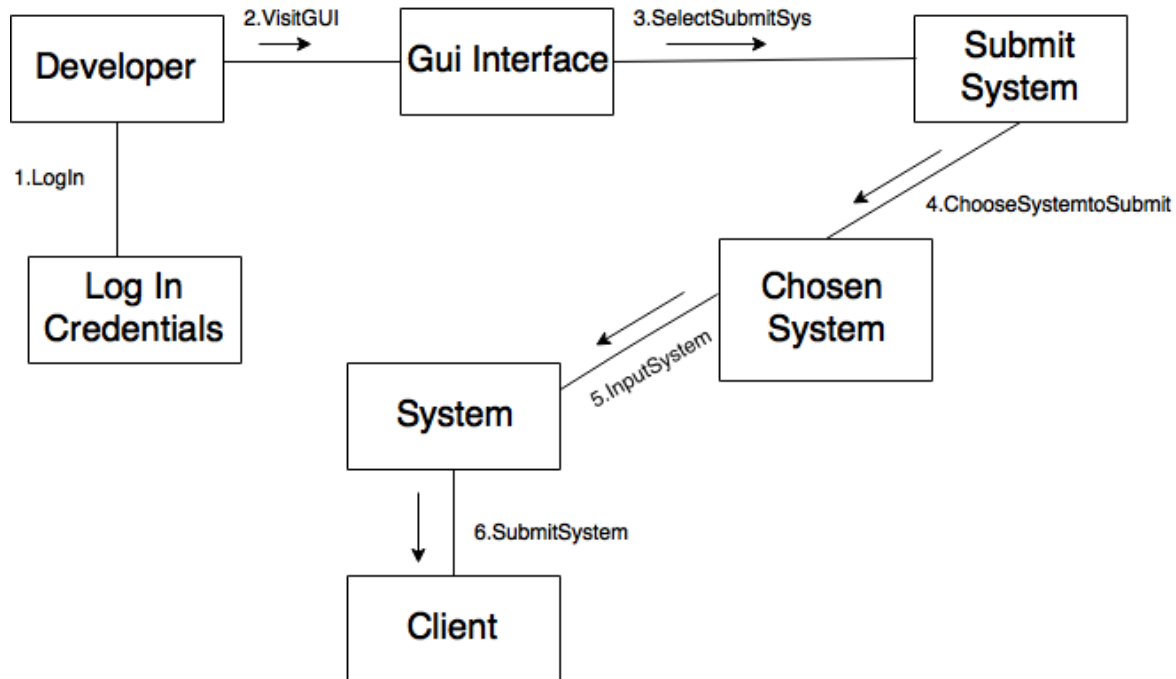 2.VisitGUI
3.SelectSubmitSys
Developer
Gui Interface
Submit
System
1.LogIn
4.ChooseSystemtoSubmit
Log In
Credentials
Chosen
System
5.InputSystem
System
6.SubmitSystem
Client